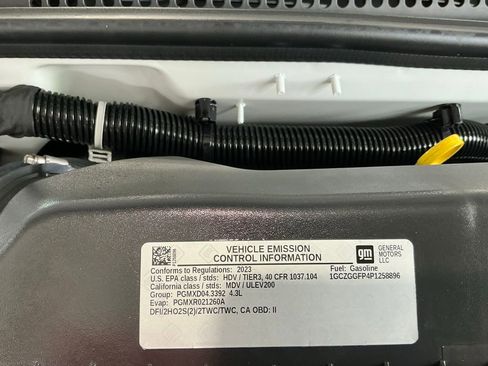 VEHICLE EMISSION
CONTROL INFORMATION
gm
GENERAL
MOTORS
LLC
Conforms to Regulations: 2023
Fuel: Gasoline
U.S. EPA class / stds: HDV / TIER3, 40 CFR 1037.104
1GCZGGFP4P1258896
California class / stds: MDV / ULEV200
Group: PGMXD04.3392 4.3L
Evap: PGMXR021260A
DFI/2HO2S(2)/2TWC/TWC, CA OBD: II